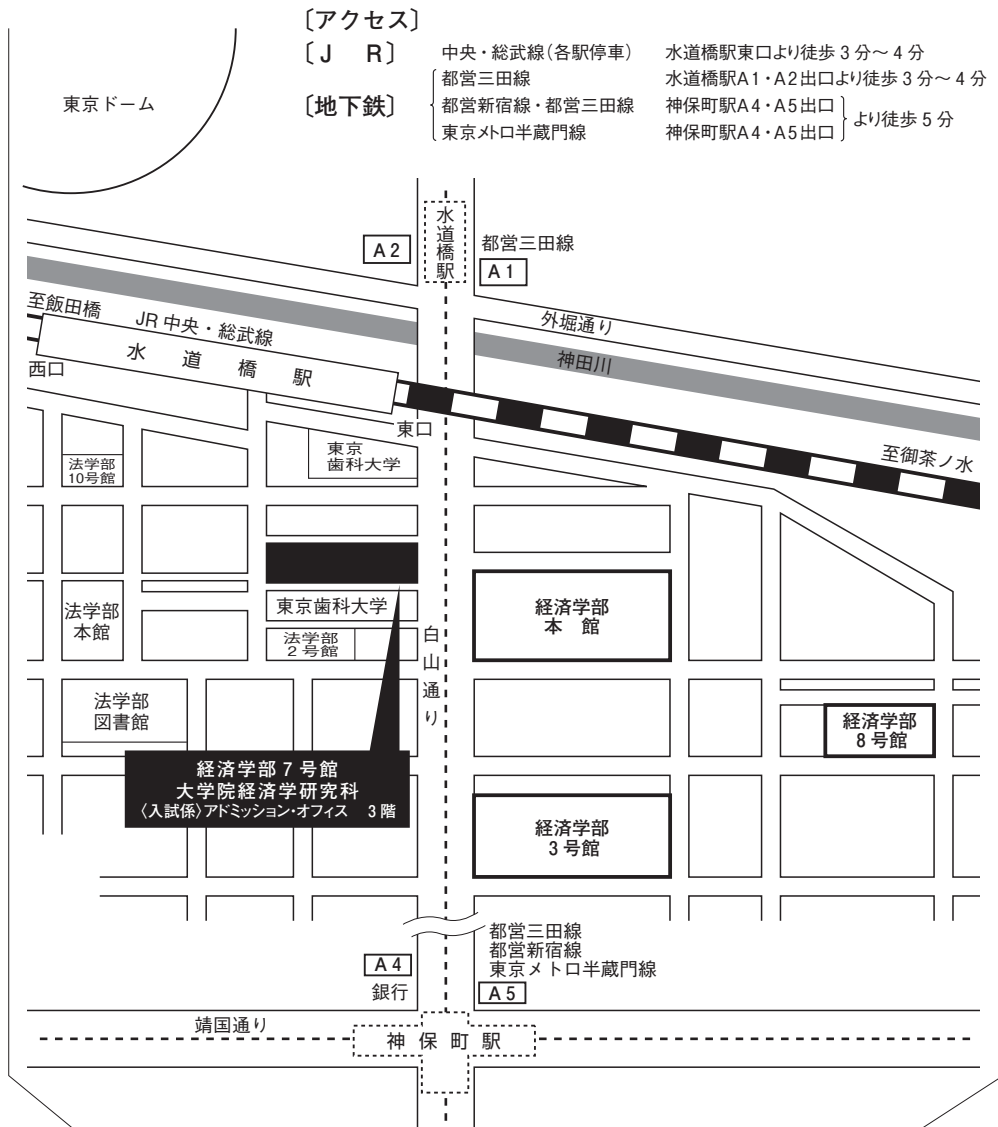 〔アクセス〕
〔J R〕 中央・総武線(各駅停車) 水道橋駅東口より徒歩3分～4分
〔地下鉄〕 都営三田線 水道橋駅A1・A2出口より徒歩3分～4分
都営新宿線・都営三田線 神保町駅A4・A5出口
東京メトロ半蔵門線 神保町駅A4・A5出口
より徒歩5分
東京ドーム
水道橋駅
A2
都営三田線
A1
外堀通り
神田川
至飯田橋
JR中央・総武線
水道橋駅
西口
東口
至御茶ノ水
東京
歯科大学
法学部
10号館
東京歯科大学
法学部
2号館
法学部
本館
経済学部
本 館
白山通り
法学部
図書館
経済学部
8号館
経済学部7号館
大学院経済学研究科
〈入試係〉アドミッション・オフィス 3階
経済学部
3号館
都営三田線
都営新宿線
東京メトロ半蔵門線
A4
銀行
A5
靖国通り
神保町駅